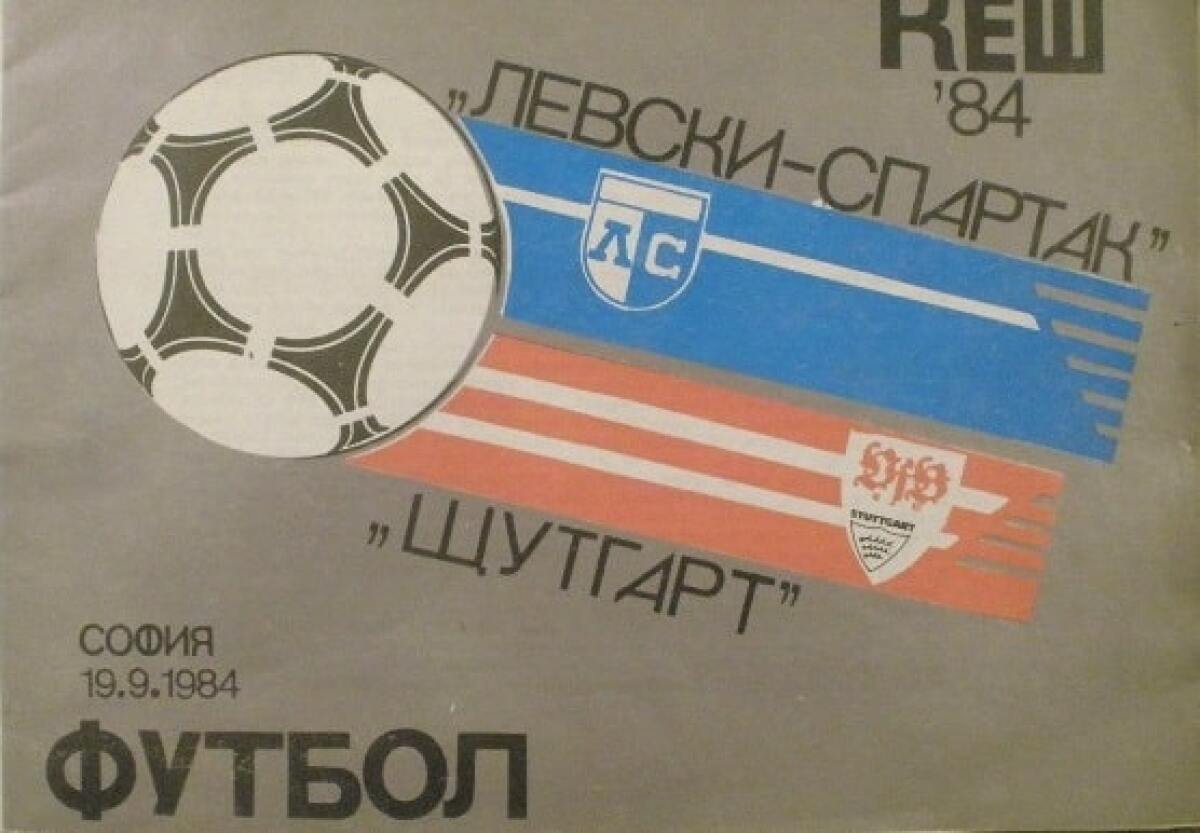 КЕШ
'84
„ЛЕВСКИ-СПАРТАК”
ЛС
VfB
STUTTGART
„ЩУТГАРТ”
СОФИЯ
19.9.1984
ФУТБОЛ